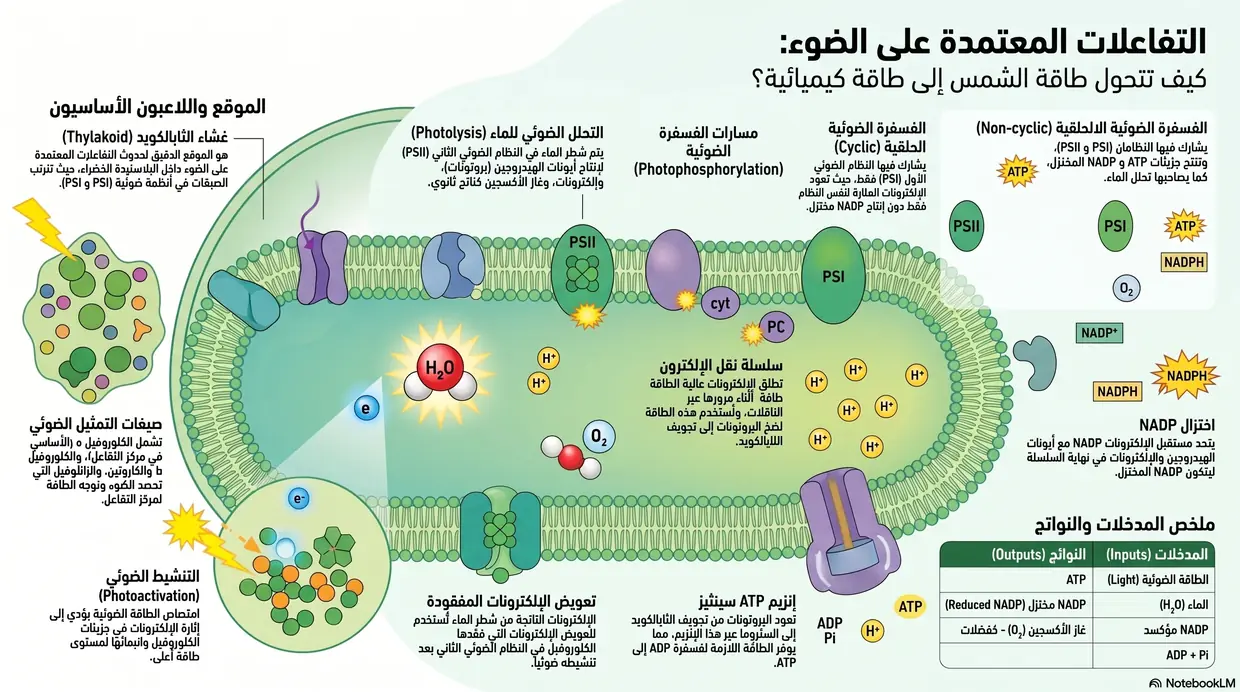 التفاعلات المعتمدة على الضوء:
كيف تتحول طاقة الشمس إلى طاقة كيميائية؟
الموقع واللاعبون الأساسيون
غشاء الثابالكويد (Thylakoid)
هو الموقع الدقيق لحدوث التفاعلات المعتمدة
على الضوء داخل البلاستيدة الخضراء، حيث تترتب
الصبغات في أنظمة ضوئية (PSI و PSII).
التحلل الضوئي للماء (Photolysis)
يتم شطر الماء في النظام الضوئي الثاني (PSII)
لإنتاج أيونات الهيدروجين (بروتونات)،
وإلكترونات، وغاز الأكسجين كناتج ثانوي.
مسارات الفسفرة
الضوئية
(Photophosphorylation)
الفسفرة الضوئية
الحلقية (Cyclic)
يشارك فيها النظام الضوئي
الأول (PSI) فقط، حيث تعود
الإلكترونات المثارة لنفس النظام
فقط دون إنتاج NADP مختزل.
الفسفرة الضوئية اللاحلقية (Non-cyclic)
يشارك فيها النظامان (PSI و PSII)،
وتنتج جزيئات ATP و NADP المختزل،
كما يصاحبها تحلل الماء.
ATP
PSII
PSI
ATP
NADPH
O₂
PSII
cyt
PC
PSI
NADP⁺
NADPH
NADPH
H₂O
H⁺
H⁺
e
O₂
سلسلة نقل الإلكترون
تطلق الإلكترونات عالية الطاقة
طاقة أثناء مرورها عبر
الناقلات، وتُستخدم هذه الطاقة
لضخ البروتونات إلى تجويف
H⁺
H⁺
H⁺
H⁺
H⁺
H⁺
H⁺
اختزال NADP
يتحد مستقبل الإلكترونات NADP مع أيونات
الهيدروجين والإلكترونات في نهاية السلسلة
ليتكون NADP المختزل.
صبغات التمثيل الضوئي
تشمل الكلوروفيل
في مركز التفاعل)، والكلوروفيل
b والكاروتين، التي
الطاقة
لمركز التفاعل.
e⁻
التنشيط الضوئي
(Photoactivation)
امتصاص الطاقة الضوئية يؤدي إلى
إثارة الإلكترونات في جزيئات
الكلوروفيل لمستوى
طاقة أعلى.
تعويض الإلكترونات المفقودة
الإلكترونات الناتجة من شطر الماء تُستخدم
لتعويض الإلكترونات التي فقدها
الكلوروفيل في النظام الضوئي الثاني بعد
تنشيطه ضوئيا.
إنزيم ATP سينثيز
تعود البروتونات من تجويف الثايالكويد
إلى الستروما عبر هذا الإنزيم، مما
يوفر الطاقة اللازمة لفسفرة ADP إلى
ATP.
ADP
Pi
H⁺
ATP
ملخص المدخلات والنواتج
المدخلات (Inputs) النواتج (Outputs)
الطاقة الضوئية (Light) ATP
الماء (H₂O) NADP مختزل (Reduced NADP)
NADP مؤكسد غاز الأكسجين (O₂) - كفضلات
ADP + Pi
NotebookLM